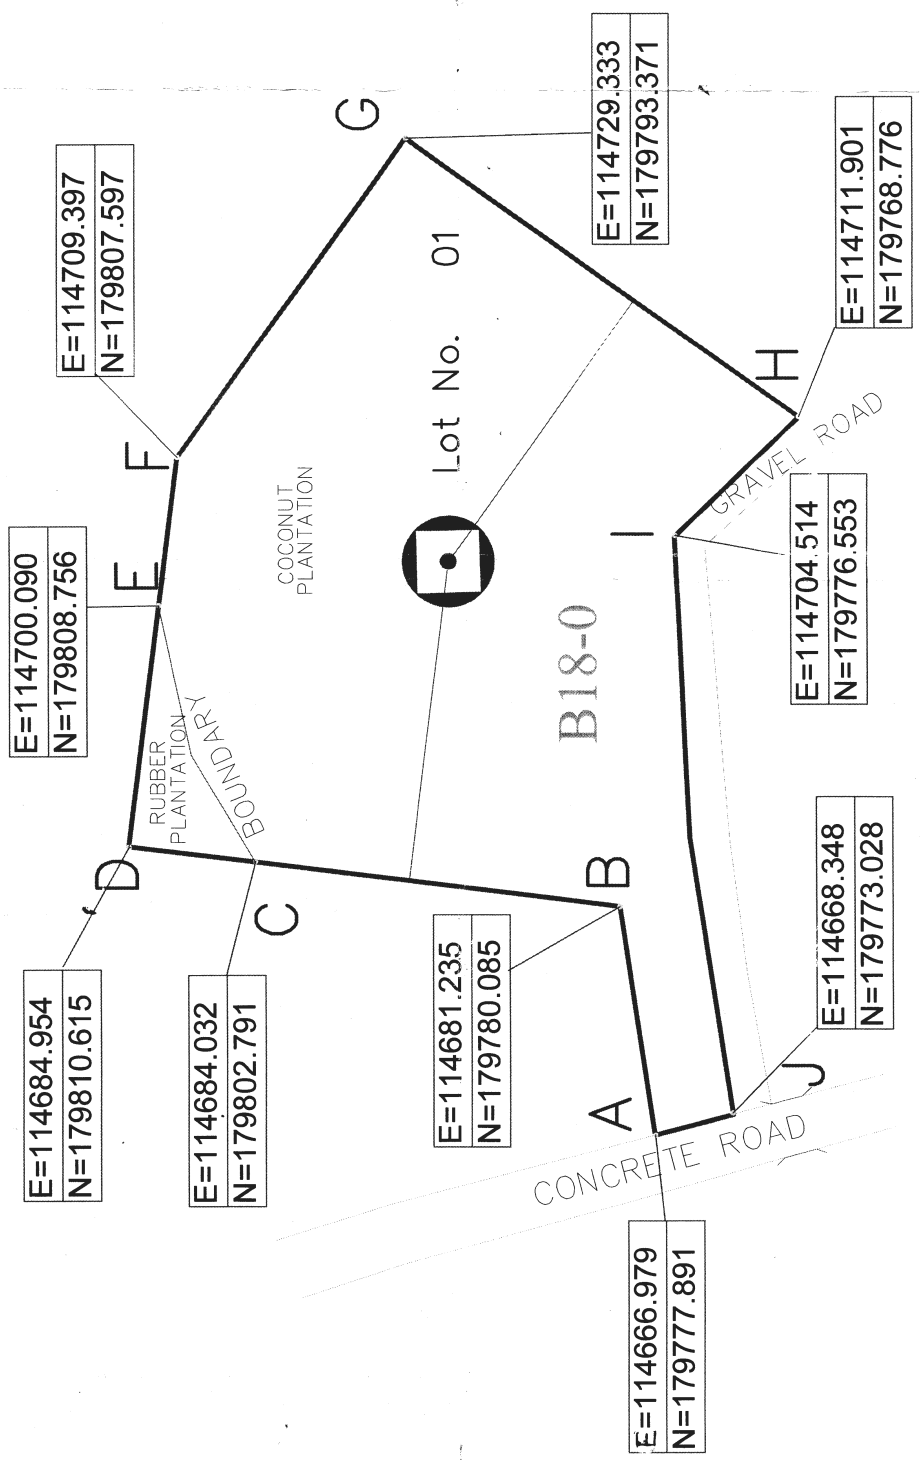 E=114709.397
N=179807.597
G
E=114729.333
N=179793.371
E=114700.090
N=179808.756
F
E
Lot No. 01
COCONUT
PLANTATION
H
E=114711.901
N=179768.776
GRAVEL ROAD
I
E=114704.514
N=179776.553
B18-0
RUBBER
PLANTATION
BOUNDARY
D
E=114684.954
N=179810.615
C
E=114684.032
N=179802.791
B
E=114681.235
N=179780.085
A
CONCRETE ROAD
J
E=114668.348
N=179773.028
E=114666.979
N=179777.891